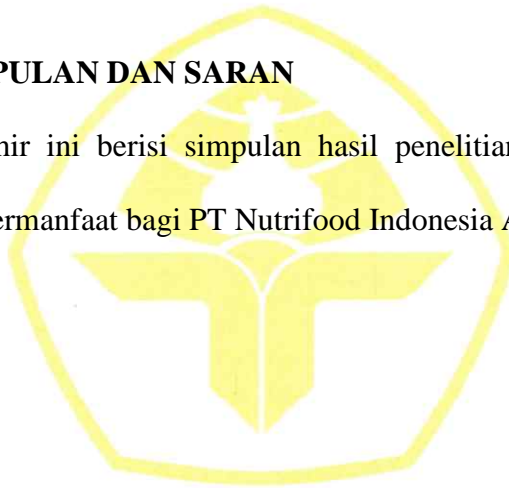 PULAN DAN SARAN
hir ini berisi simpulan hasil penelitian
ermanfaat bagi PT Nutrifood Indonesia A